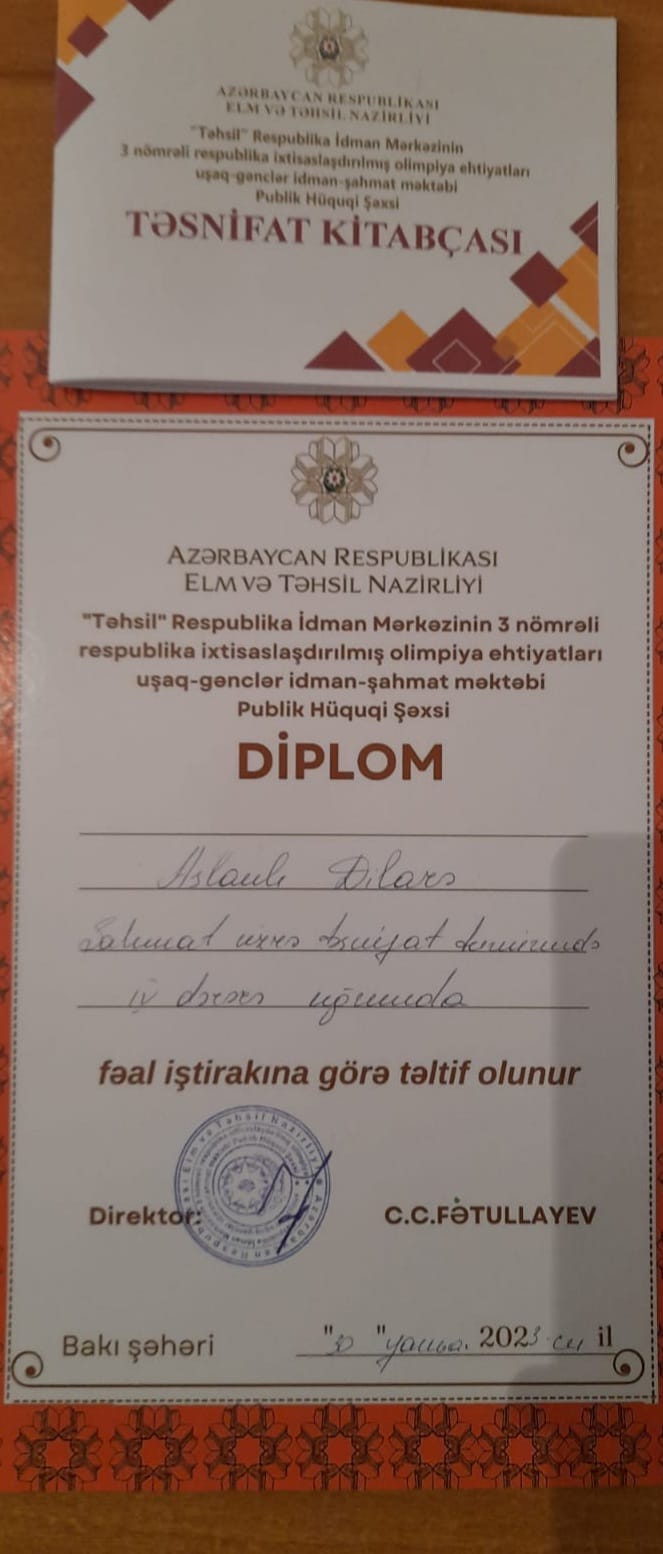 AZƏRBAYCAN RESPUBLİKASI
ELM VƏ TƏHSİL NAZİRLİYİ
"Təhsil" Respublika İdman Mərkəzinin
3 nömrəli respublika ixtisaslaşdırılmış olimpiya ehtiyatları
uşaq-gənclər idman-şahmat məktəbi
Publik Hüquqi Şəxsi
TƏSNİFAT KİTABÇASI
AZƏRBAYCAN RESPUBLİKASI
ELM VƏ TƏHSİL NAZİRLİYİ
"Təhsil" Respublika İdman Mərkəzinin 3 nömrəli
respublika ixtisaslaşdırılmış olimpiya ehtiyatları
uşaq-gənclər idman-şahmat məktəbi
Publik Hüquqi Şəxsi
DİPLOM
Aslanlı Dilarə
Şahmat üzrə təsnifat
IV dərəcə uğrunda
fəal iştirakına görə təltif olunur
Direktor:
C.C.FƏTULLAYEV
Bakı şəhəri
"30" 2023-cü il